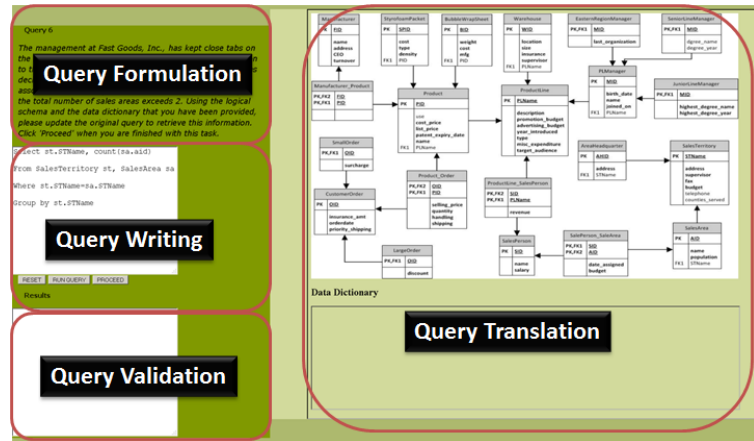 Query 6
The management at Fast Goods, Inc., has kept close tabs on
the
Query Formulation
the total number of sales areas exceeds 2. Using the logical
schema and the data dictionary that you have been provided,
please update the original query to retrieve this information.
Click 'Proceed' when you are finished with this task.
Select st.STName, count(sa.aid)
From SalesTerritory st, SalesArea sa
Where st.STName=sa.STName
Group by st.STName
Query Writing
RESET RUN QUERY PROCEED
Results
Query Validation
Manufacturer
PK FID
name
address
CEO
turnover
StyrofoamPacket
PK SPID
cost
type
density
FK1 PID
BubbleWrapSheet
PK BID
weight
cost
mfg
FK1 PID
Warehouse
PK WID
location
size
insurance
supervisor
FK1 PLName
EasternRegionManager
PK,FK1 MID
last_organization
SeniorLineManager
PK,FK1 MID
dgree_name
degree_year
Manufacturer_Product
PK,FK2 FID
PK,FK1 PID
Product
PK PID
use
cost_price
list_price
patent_expiry_date
name
FK1 PLName
ProductLine
PK PLName
description
promotion_budget
advertising_budget
year_introduced
type
misc_expenditure
target_audience
PLManager
PK MID
birth_date
name
joined_on
FK1 PLName
JuniorLineManager
PK,FK1 MID
highest_degree_name
highest_degree_year
SmallOrder
PK,FK1 OID
surcharge
AreaHeadquarter
PK AHID
address
FK1 STName
SalesTerritory
PK STName
address
supervisor
fax
budget
telephone
counties_served
CustomerOrder
PK OID
insurance_amt
orderdate
priority_shipping
Product_Order
PK,FK2 OID
PK,FK1 PID
selling_price
quantity
handling
shipping
ProductLine_SalesPerson
PK,FK2 SID
PK,FK1 PLName
revenue
LargeOrder
PK,FK1 OID
discount
SalesPerson
PK SID
name
salary
SalePerson_SaleArea
PK,FK1 SID
PK,FK2 AID
date_assigned
budget
SalesArea
PK AID
name
population
FK1 STName
Data Dictionary
Query Translation